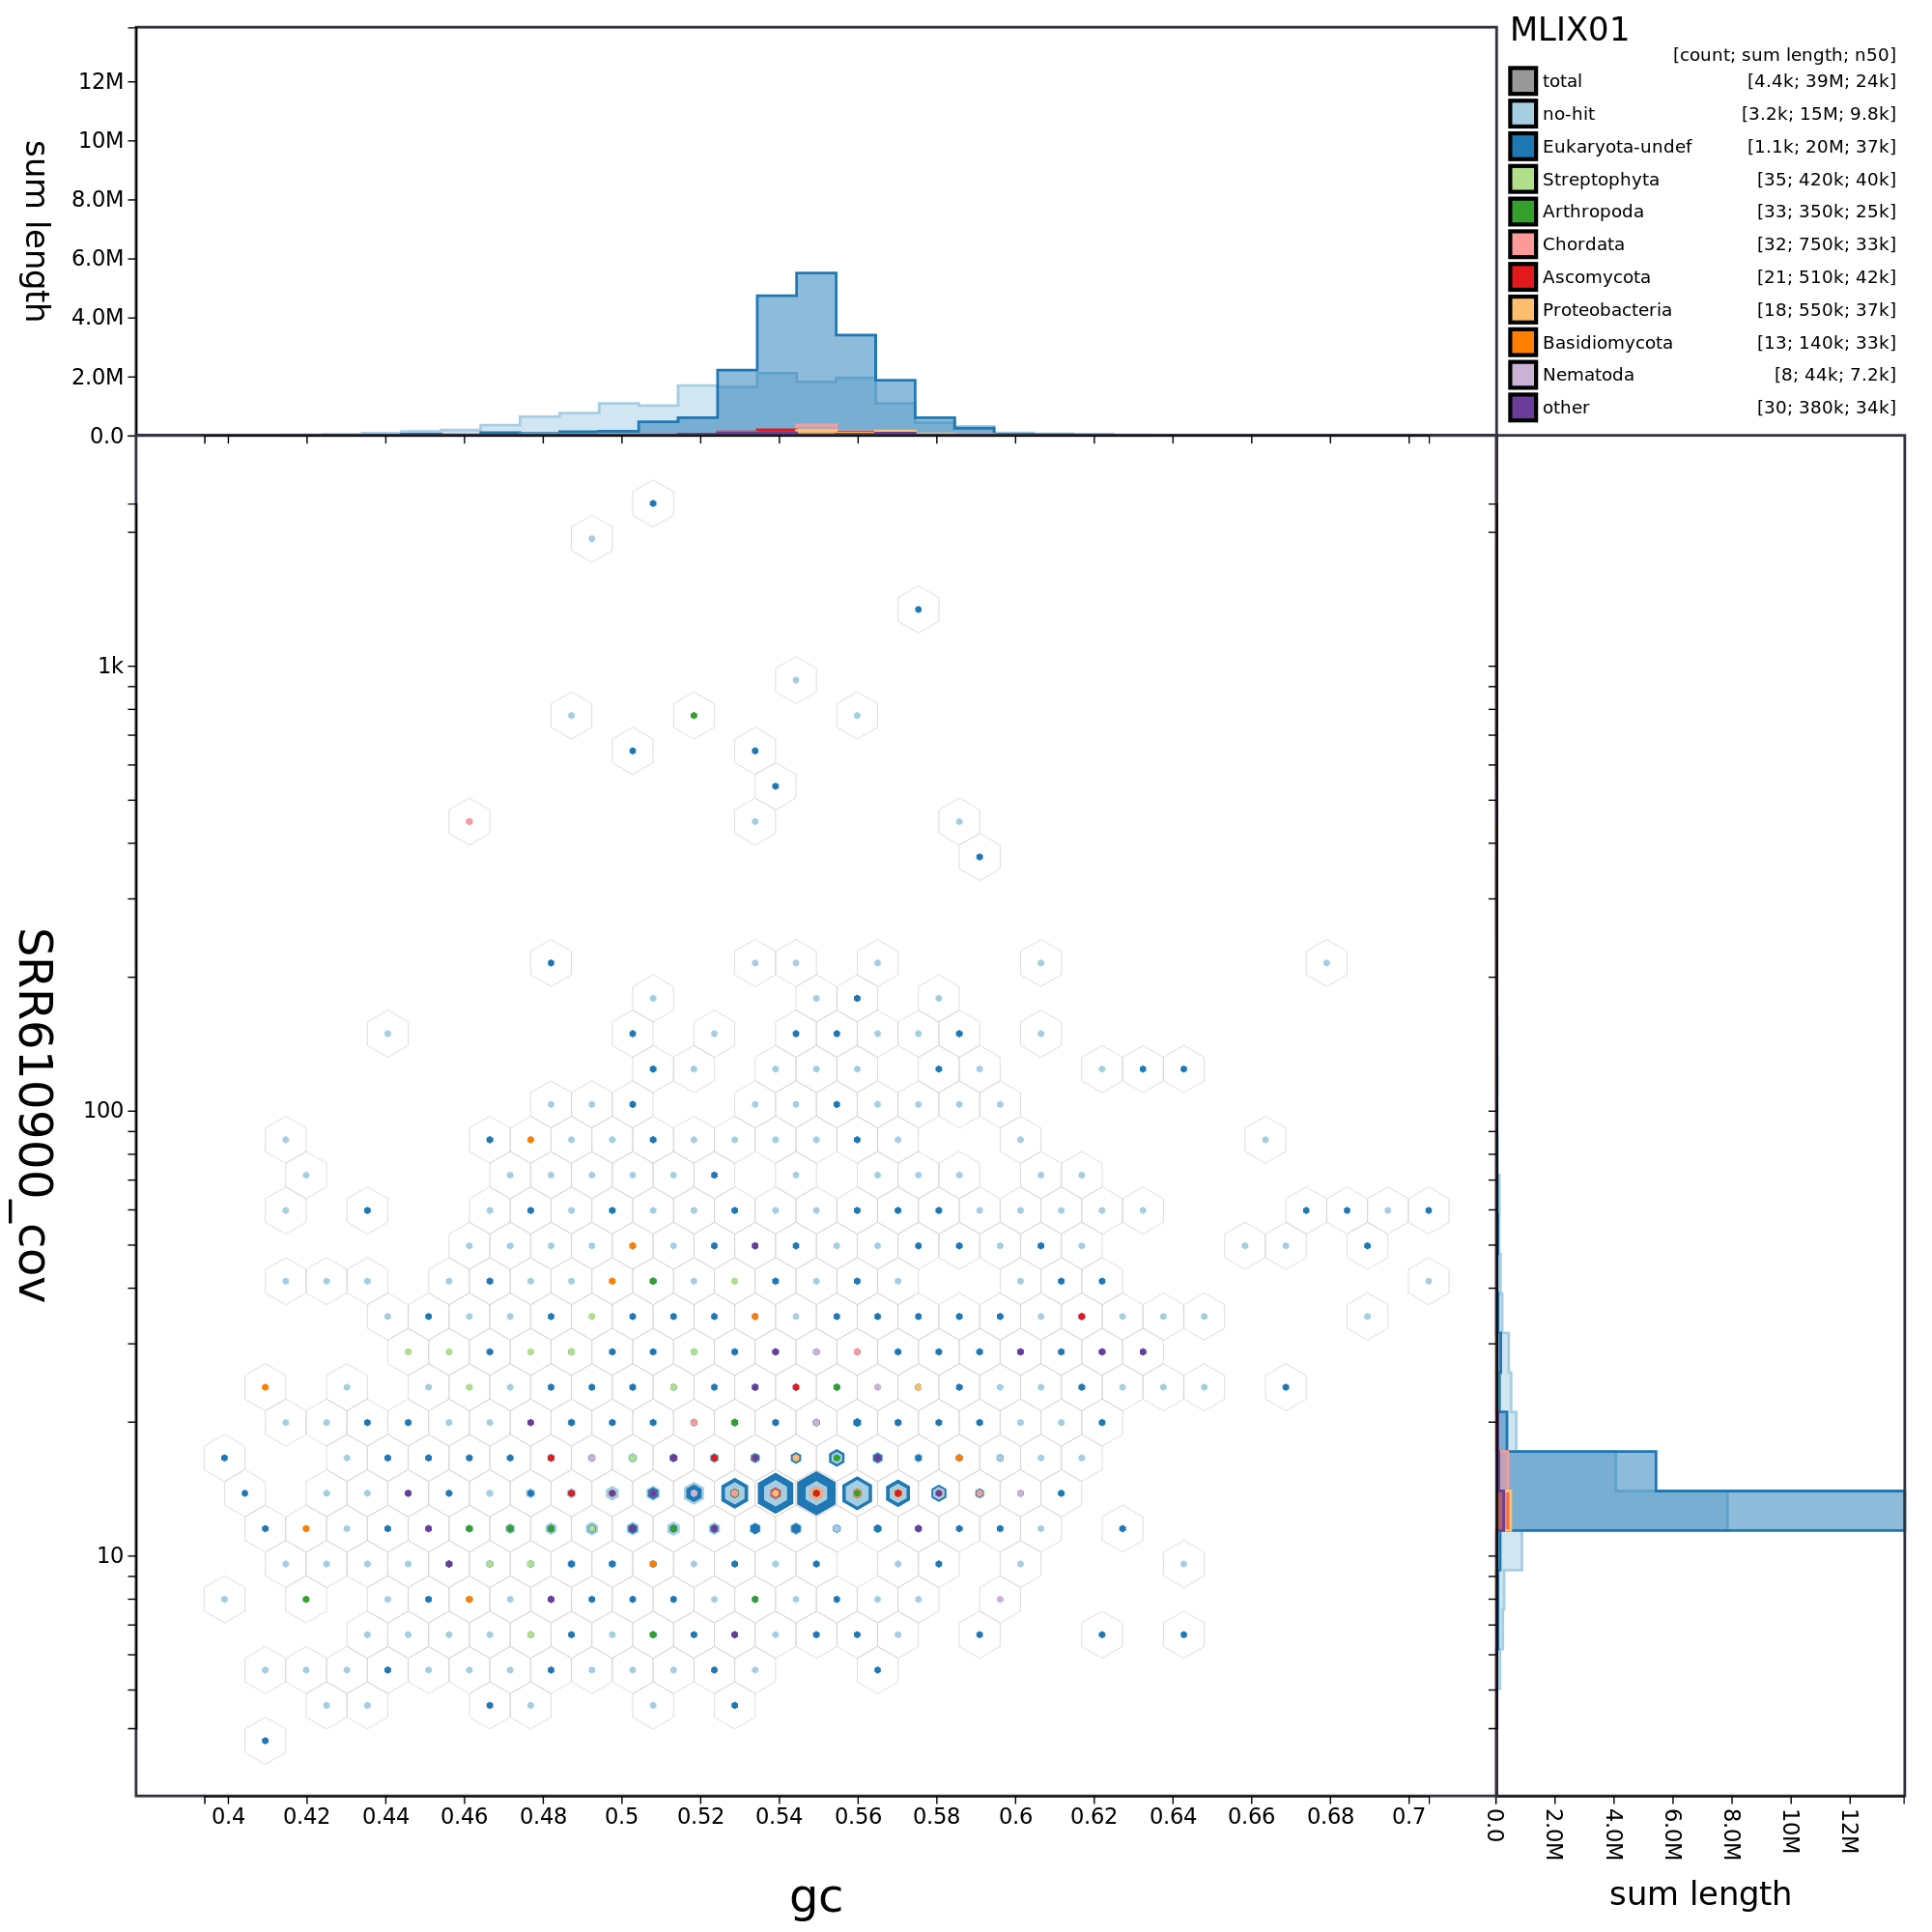 MLIX01
[count; sum length; n50]
total [4.4k; 39M; 24k]
no-hit [3.2k; 15M; 9.8k]
Eukaryota-undef [1.1k; 20M; 37k]
Streptophyta [35; 420k; 40k]
Arthropoda [33; 350k; 25k]
Chordata [32; 750k; 33k]
Ascomycota [21; 510k; 42k]
Proteobacteria [18; 550k; 37k]
Basidiomycota [13; 140k; 33k]
Nematoda [8; 44k; 7.2k]
other [30; 380k; 34k]
sum length
12M
10M
8.0M
6.0M
4.0M
2.0M
0.0
SRR610900_cov
1k
100
10
0.4 0.42 0.44 0.46 0.48 0.5 0.52 0.54 0.56 0.58 0.6 0.62 0.64 0.66 0.68 0.7
gc
0.0 2.0M 4.0M 6.0M 8.0M 10M 12M
sum length